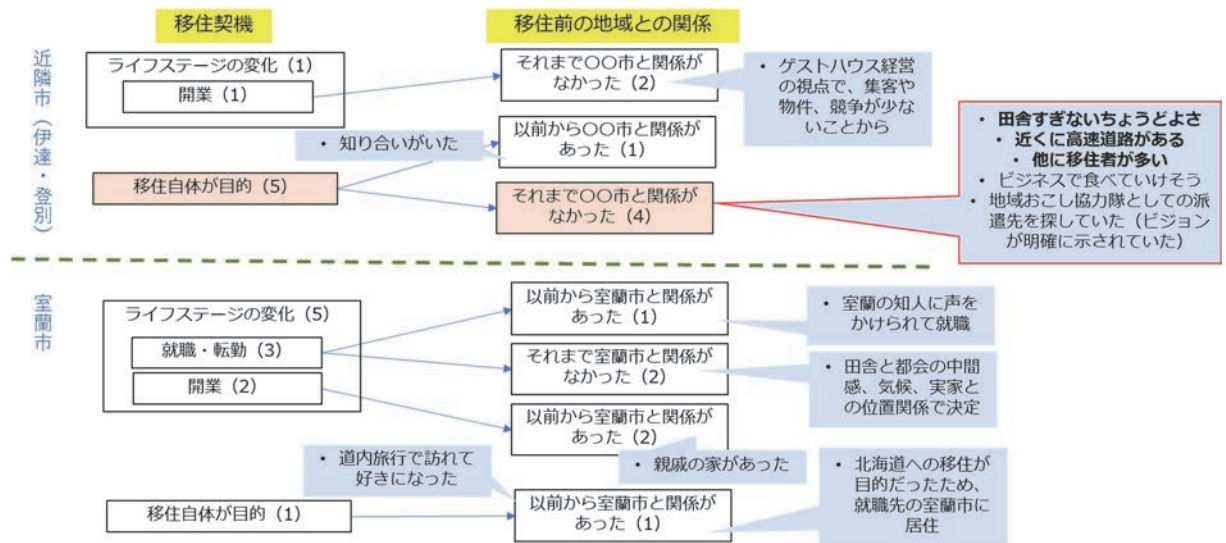 移住契機
移住前の地域との関係
近隣市（伊達・登別）
ライフステージの変化（1）
開業（1）
それまで〇〇市と関係が
なかった（2）
• ゲストハウス経営
の視点で、集客や
物件、競争が少な
いことから
• 知り合いがいた
以前から〇〇市と関係が
あった（1）
移住自体が目的（5）
それまで〇〇市と関係が
なかった（4）
• 田舎すぎないちょうどよさ
• 近くに高速道路がある
• 他に移住者が多い
• ビジネスで食べていけそう
• 地域おこし協力隊としての派
遣先を探していた（ビジョン
が明確に示されていた）
室蘭市
ライフステージの変化（5）
就職・転勤（3）
開業（2）
以前から室蘭市と関係が
あった（1）
• 室蘭の知人に声を
かけられて就職
それまで室蘭市と関係が
なかった（2）
• 田舎と都会の中間
感、気候、実家と
の位置関係で決定
以前から室蘭市と関係が
あった（2）
• 親戚の家があった
• 道内旅行で訪れて
好きになった
移住自体が目的（1）
以前から室蘭市と関係が
あった（1）
• 北海道への移住が
目的だったため、
就職先の室蘭市に
居住